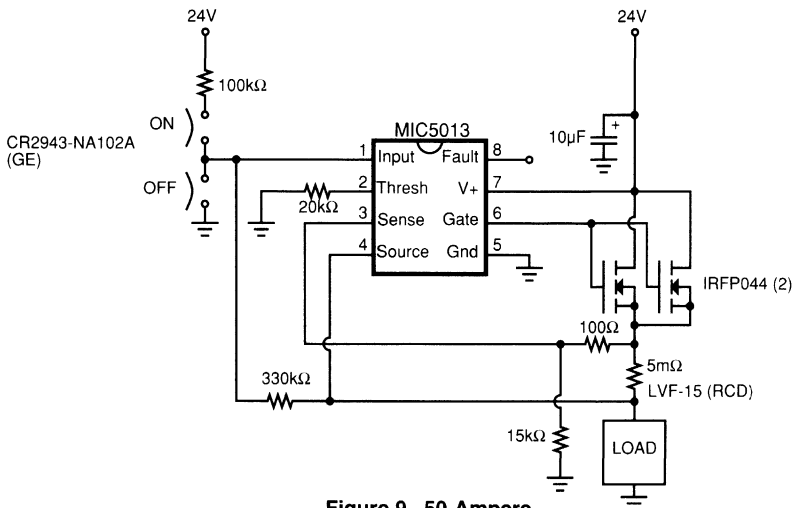 24V
24V
100kΩ
ON
CR2943-NA102A
(GE)
OFF
MIC5013
10µF
+
1
Input
Fault
8
2
Thresh
V+
7
20kΩ
3
Sense
Gate
6
4
Source
Gnd
5
IRFP044 (2)
100Ω
330kΩ
5mΩ
LVF-15 (RCD)
15kΩ
LOAD
Figure 9. 50-Ampere